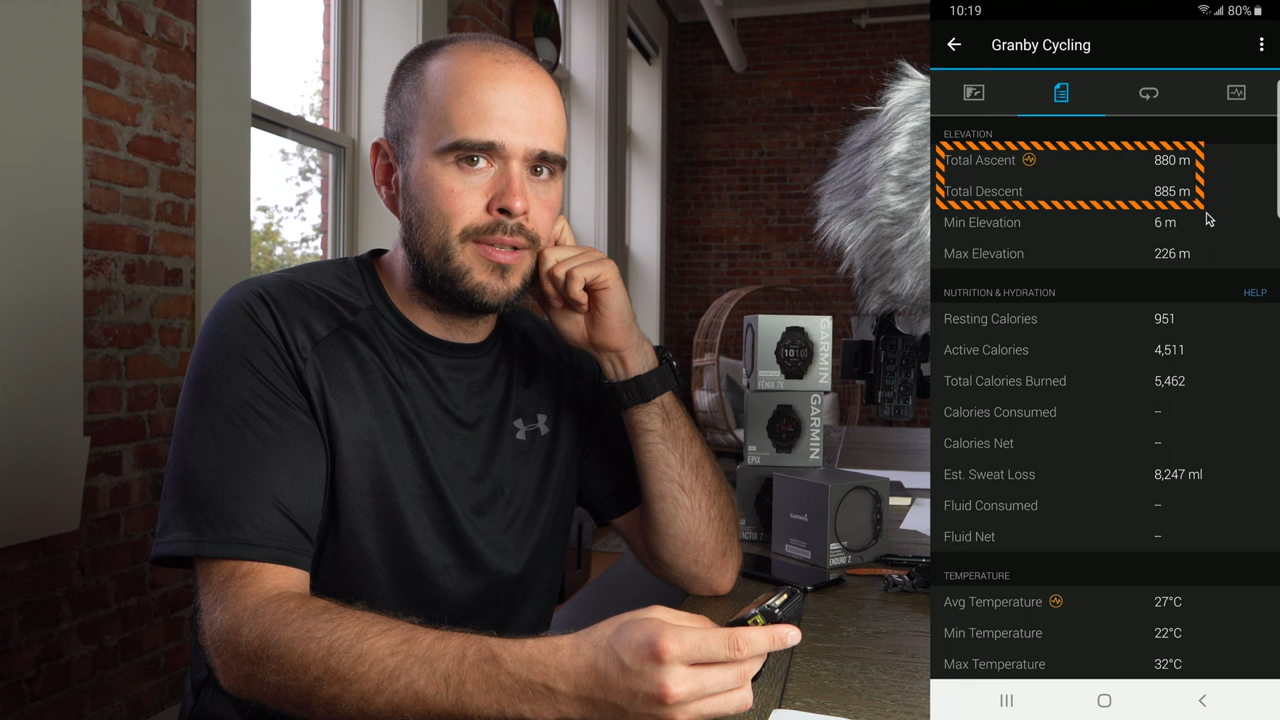 10:19
80%
Granby Cycling
ELEVATION
Total Ascent 880 m
Total Descent 885 m
Min Elevation 6 m
Max Elevation 226 m
NUTRITION & HYDRATION HELP
Resting Calories 951
Active Calories 4,511
Total Calories Burned 5,462
Calories Consumed --
Calories Net --
Est. Sweat Loss 8,247 ml
Fluid Consumed --
Fluid Net --
TEMPERATURE
Avg Temperature 27°C
Min Temperature 22°C
Max Temperature 32°C
GARMIN
FĒNIX 7X
GARMIN
EPIX
GARMIN
ENDURO 2